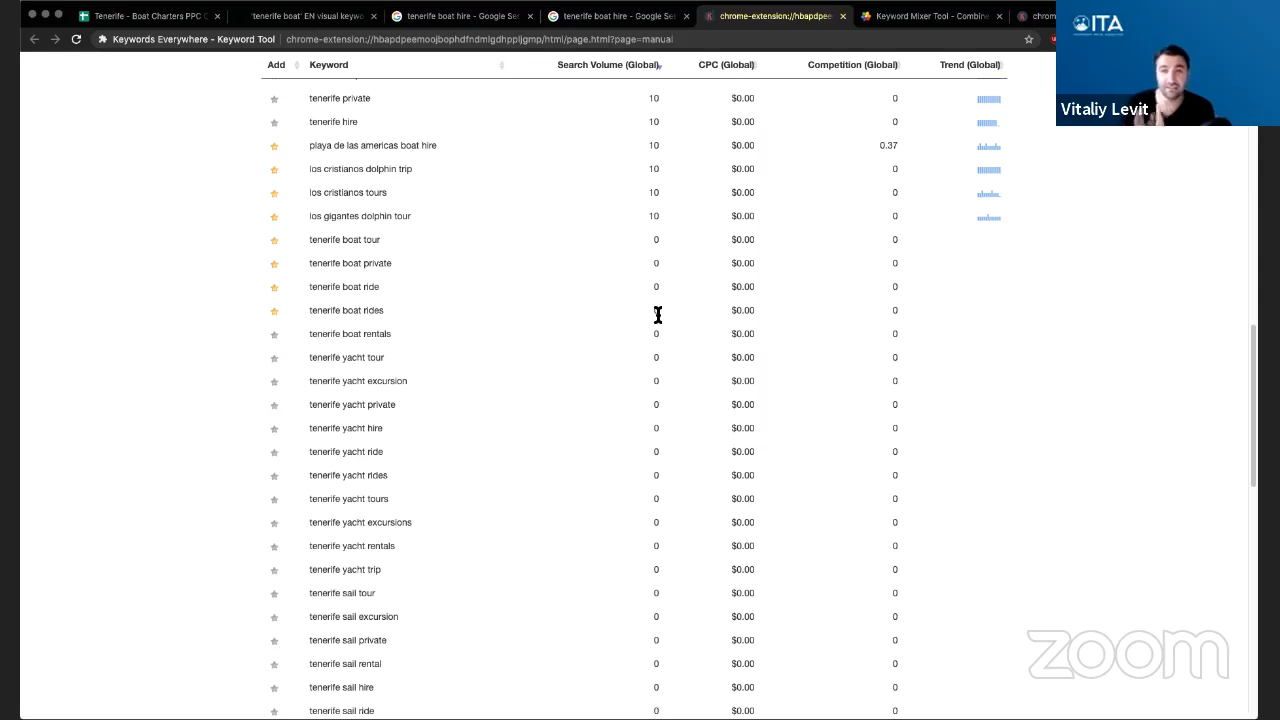 Tenerife - Boat Charters PPC C
'tenerife boat' EN visual keywo
tenerife boat hire - Google Sea
tenerife boat hire - Google Sea
chrome-extension://hbapdpee
Keyword Mixer Tool - Combine
chrome-extensi
Keywords Everywhere - Keyword Tool chrome-extension://hbapdpeemoojbophdfndmlgdhppljgmp/html/page.html?page=manual
ITA
Vitaliy Levit
Add Keyword Search Volume (Global) CPC (Global) Competition (Global) Trend (Global)
tenerife private 10 $0.00 0
tenerife hire 10 $0.00 0
playa de las americas boat hire 10 $0.00 0.37
los cristianos dolphin trip 10 $0.00 0
los cristianos tours 10 $0.00 0
los gigantes dolphin tour 10 $0.00 0
tenerife boat tour 0 $0.00 0
tenerife boat private 0 $0.00 0
tenerife boat ride 0 $0.00 0
tenerife boat rides $0.00 0
tenerife boat rentals 0 $0.00 0
tenerife yacht tour 0 $0.00 0
tenerife yacht excursion 0 $0.00 0
tenerife yacht private 0 $0.00 0
tenerife yacht hire 0 $0.00 0
tenerife yacht ride 0 $0.00 0
tenerife yacht rides 0 $0.00 0
tenerife yacht tours 0 $0.00 0
tenerife yacht excursions 0 $0.00 0
tenerife yacht rentals 0 $0.00 0
tenerife yacht trip 0 $0.00 0
tenerife sail tour 0 $0.00 0
tenerife sail excursion 0 $0.00 0
tenerife sail private 0 $0.00 0
tenerife sail rental 0 $0.00 0
tenerife sail hire 0 $0.00 0
tenerife sail ride 0 $0.00 0
zoom